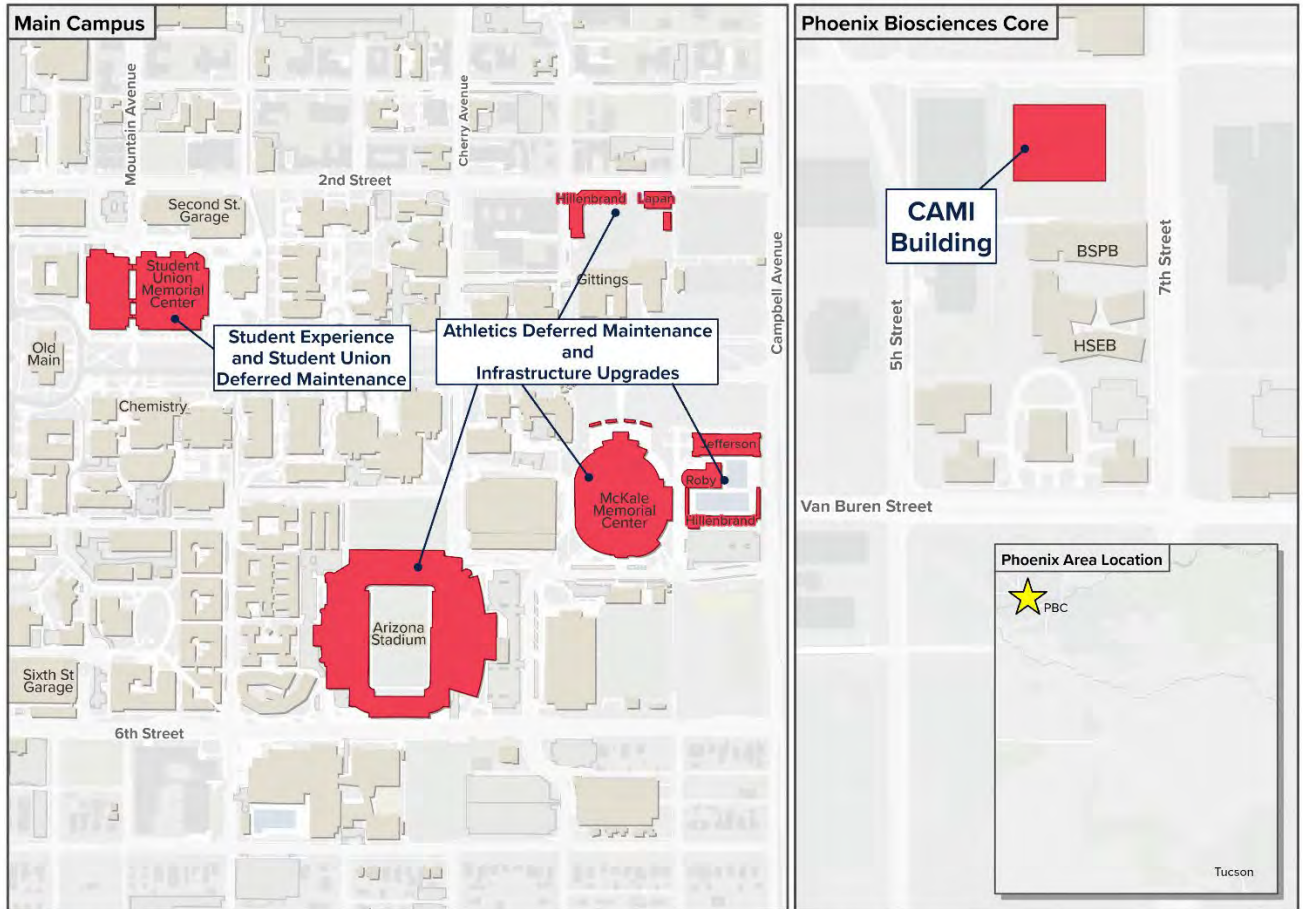 Main Campus
Mountain Avenue
Cherry Avenue
2nd Street
Second St.
Garage
Hillenbrand
Lapan
Campbell Avenue
Student
Union
Memorial
Center
Gittings
Old
Main
Student Experience
and Student Union
Deferred Maintenance
Athletics Deferred Maintenance
and
Infrastructure Upgrades
Chemistry
Jefferson
Roby
McKale
Memorial
Center
Hillenbrand
Arizona
Stadium
Sixth St
Garage
6th Street
Phoenix Biosciences Core
CAMI
Building
BSPB
7th Street
5h Street
HSEB
Van Buren Street
Phoenix Area Location
PBC
Tucson